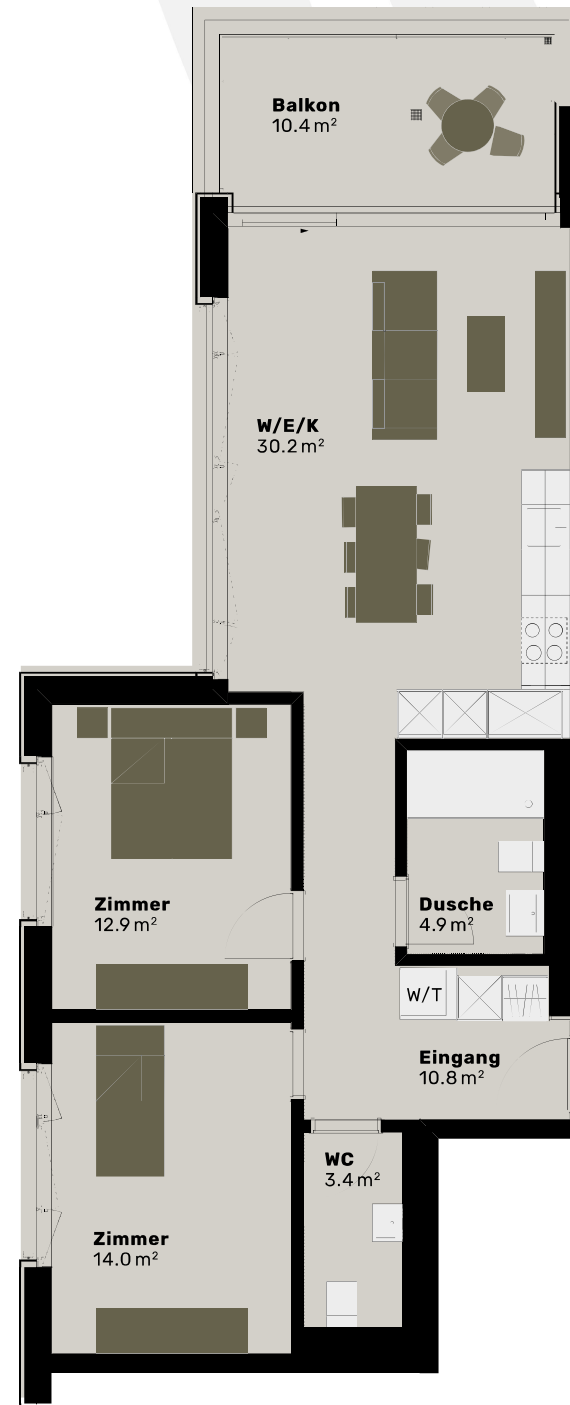 Balkon
10.4 m²
W/E/K
30.2 m²
Zimmer
12.9 m²
Dusche
4.9 m²
W/T
Eingang
10.8 m²
WC
3.4 m²
Zimmer
14.0 m²